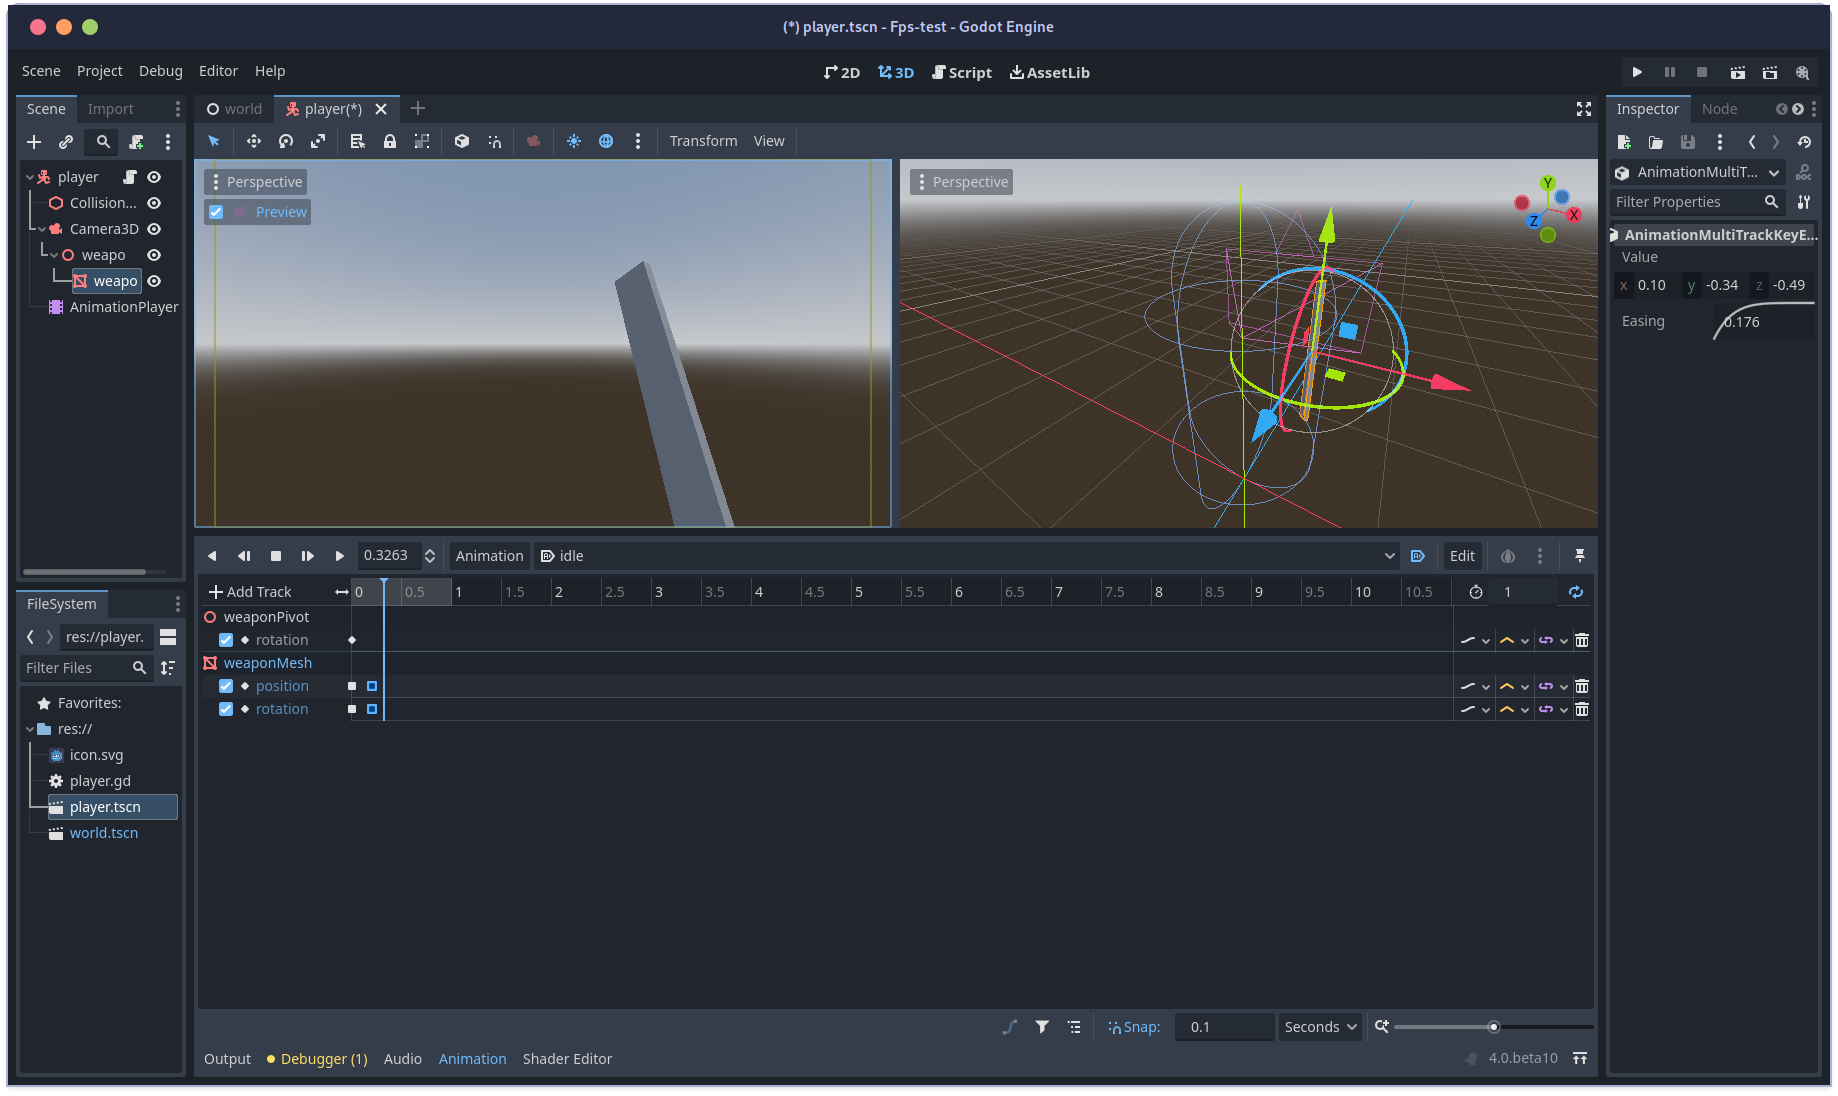 (*) player.tscn - Fps-test - Godot Engine
Scene Project Debug Editor Help
2D 3D Script AssetLib
Scene Import
world player(*)
Inspector Node
Transform View
player
Collision...
Camera3D
weapo
weapo
AnimationPlayer
Perspective
Preview
Perspective
Y
X
Z
AnimationMultiT...
DOC
Filter Properties
AnimationMultiTrackKeyE...
Value
x 0.10 y -0.34 z -0.49
Easing 0.176
FileSystem
res://player.
Filter Files
Favorites:
res://
icon.svg
player.gd
player.tscn
world.tscn
0.3263 Animation idle Edit
Add Track 0 0.5 1 1.5 2 2.5 3 3.5 4 4.5 5 5.5 6 6.5 7 7.5 8 8.5 9 9.5 10 10.5 1
weaponPivot
rotation
weaponMesh
position
rotation
Snap: 0.1 Seconds
Output Debugger (1) Audio Animation Shader Editor 4.0.beta10